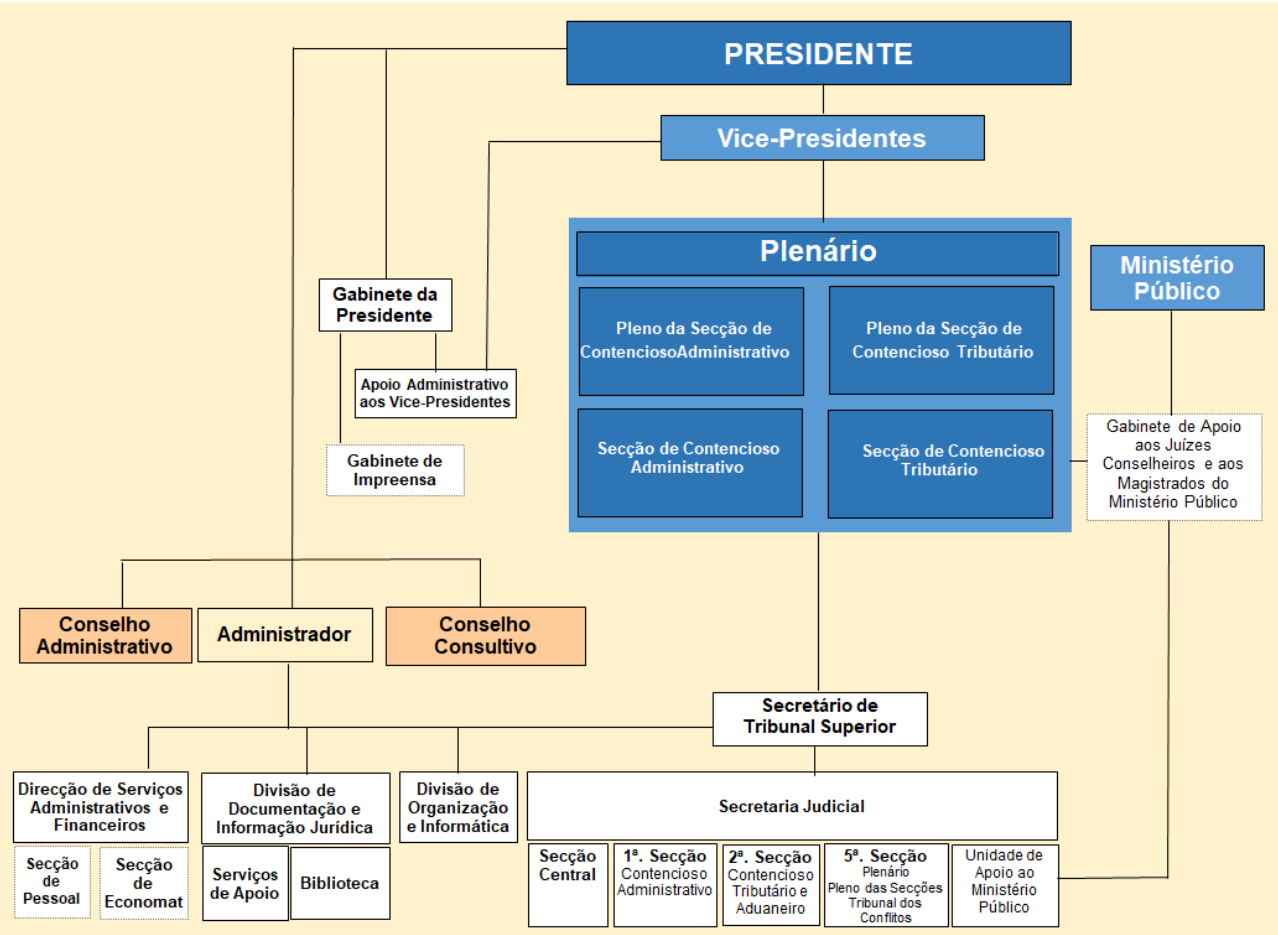 PRESIDENTE
Vice-Presidentes
Plenário
Ministério
Público
Gabinete da
Presidente
Pleno da Secção de
ContenciosoAdministrativo
Pleno da Secção de
Contencioso Tributário
Apoio Administrativo
aos Vice-Presidentes
Secção de Contencioso
Administrativo
Secção de Contencioso
Tributário
Gabinete de Apoio
aos Juízes
Conselheiros e aos
Magistrados do
Ministério Público
Gabinete de
Impreensa
Conselho
Administrativo
Administrador
Conselho
Consultivo
Secretário de
Tribunal Superior
Direcção de Serviços
Administrativos e
Financeiros
Divisão de
Documentação e
Informação Jurídica
Divisão de
Organização
e Informática
Secretaria Judicial
Secção
de
Pessoal
Secção
de
Economat
Serviços
de Apoio
Biblioteca
Secção
Central
1ª. Secção
Contencioso
Administrativo
2ª. Secção
Contencioso
Tributário e
Aduaneiro
5ª. Secção
Plenário
Pleno das Secções
Tribunal dos
Conflitos
Unidade de
Apoio ao
Ministério
Público